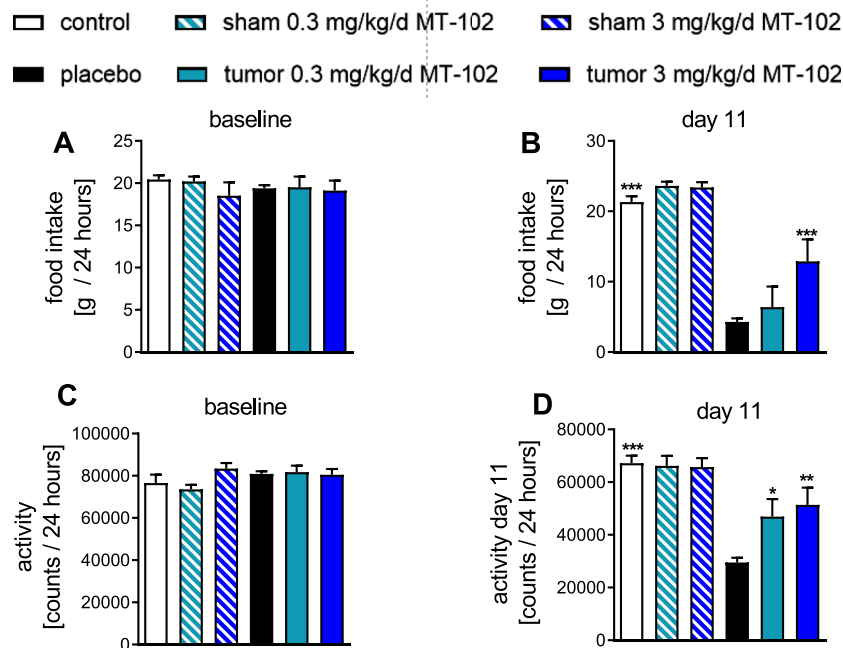 control sham 0.3 mg/kg/d MT-102 sham 3 mg/kg/d MT-102
placebo tumor 0.3 mg/kg/d MT-102 tumor 3 mg/kg/d MT-102
A
baseline
food intake
[g / 24 hours]
25
20
15
10
5
0
B
day 11
food intake
[g / 24 hours]
30
20
10
0
***
***
C
baseline
activity
[counts / 24 hours]
100000
80000
60000
40000
20000
0
D
day 11
activity day 11
[counts / 24 hours]
80000
60000
40000
20000
0
***
*
**